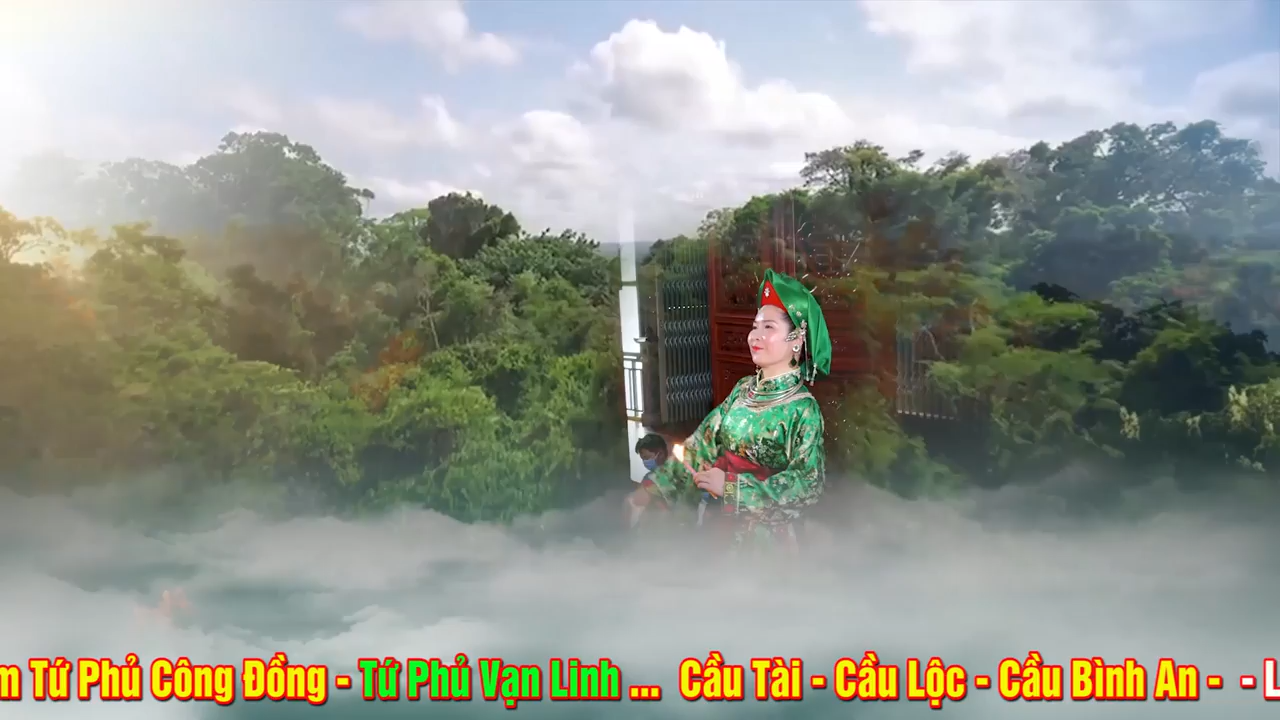 Tứ Phủ Công Đồng - Tứ Phủ Vạn Linh ... Cầu Tài - Cầu Lộc - Cầu Bình An - -